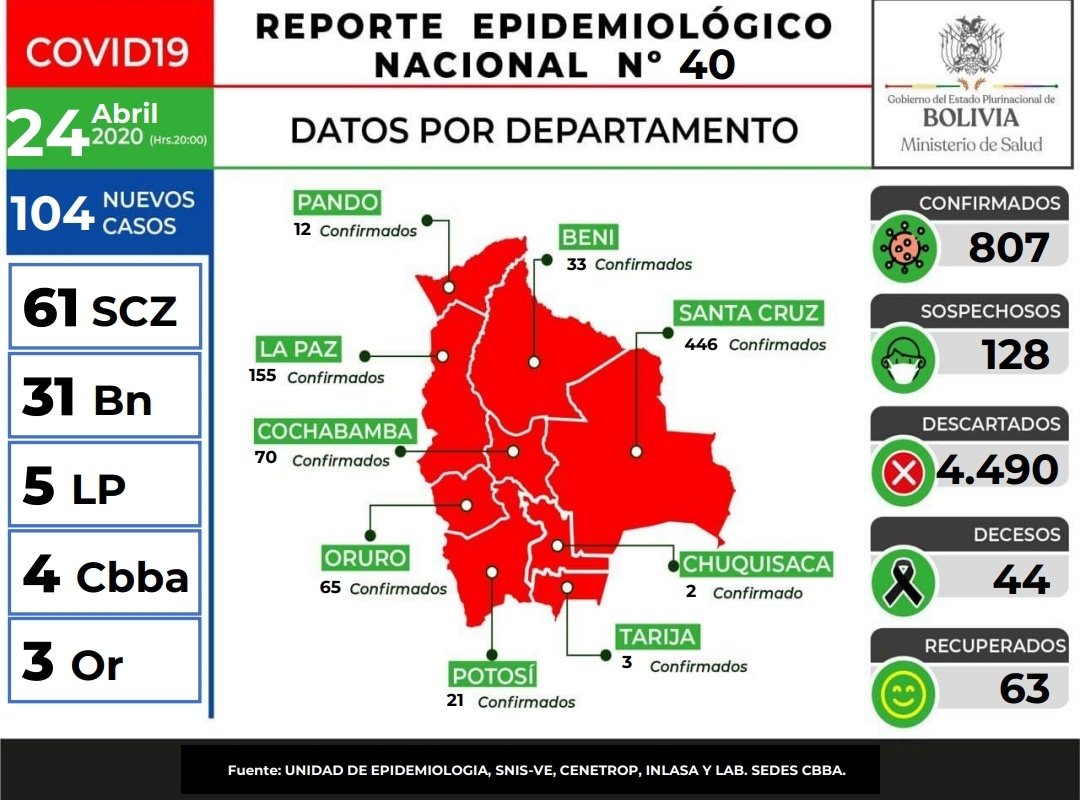 COVID19
REPORTE EPIDEMIOLÓGICO
NACIONAL Nº 40
24 Abril
2020 (Hrs.20:00)
DATOS POR DEPARTAMENTO
Gobierno del Estado Plurinacional de
BOLIVIA
Ministerio de Salud
104 NUEVOS
CASOS
61 SCZ
31 Bn
5 LP
4 Cbba
3 Or
PANDO
12 Confirmados
BENI
33 Confirmados
SANTA CRUZ
446 Confirmados
LA PAZ
155 Confirmados
COCHABAMBA
70 Confirmados
ORURO
65 Confirmados
CHUQUISACA
2 Confirmado
TARIJA
3 Confirmados
POTOSÍ
21 Confirmados
CONFIRMADOS
807
SOSPECHOSOS
128
DESCARTADOS
4.490
DECESOS
44
RECUPERADOS
63
Fuente: UNIDAD DE EPIDEMIOLOGIA, SNIS-VE, CENETROP, INLASA Y LAB. SEDES CBBA.